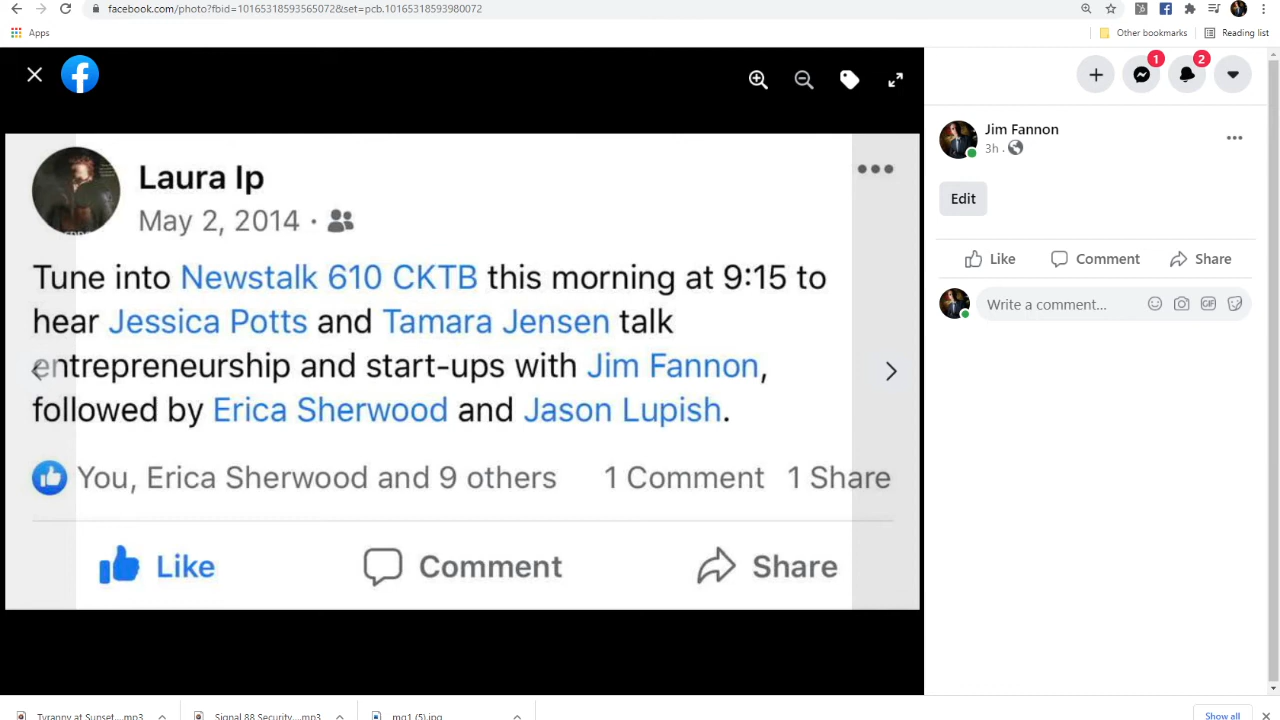 facebook.com/photo?fbid=10165318593565072&set=pcb.10165318593980072
Apps
Other bookmarks
Reading list
1
2
Laura Ip
May 2, 2014 ·
Tune into Newstalk 610 CKTB this morning at 9:15 to
hear Jessica Potts and Tamara Jensen talk
entrepreneurship and start-ups with Jim Fannon,
followed by Erica Sherwood and Jason Lupish.
You, Erica Sherwood and 9 others 1 Comment 1 Share
Like Comment Share
Jim Fannon
3h ·
Edit
Like Comment Share
Write a comment...
GIF
Tyranny at Sunset....mp3
Signal 88 Security....mp3
mq1 (5).jpg
Show all